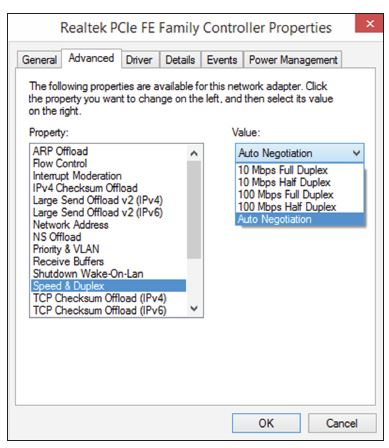 Realtek PCIe FE Family Controller Properties
×
General Advanced Driver Details Events Power Management
The following properties are available for this network adapter. Click
the property you want to change on the left, and then select its value
on the right.
Property:
ARP Offload
Flow Control
Interrupt Moderation
IPv4 Checksum Offload
Large Send Offload v2 (IPv4)
Large Send Offload v2 (IPv6)
Network Address
NS Offload
Priority & VLAN
Receive Buffers
Shutdown Wake-On-Lan
Speed & Duplex
TCP Checksum Offload (IPv4)
TCP Checksum Offload (IPv6)
Value:
Auto Negotiation
10 Mbps Full Duplex
10 Mbps Half Duplex
100 Mbps Full Duplex
100 Mbps Half Duplex
Auto Negotiation
OK Cancel